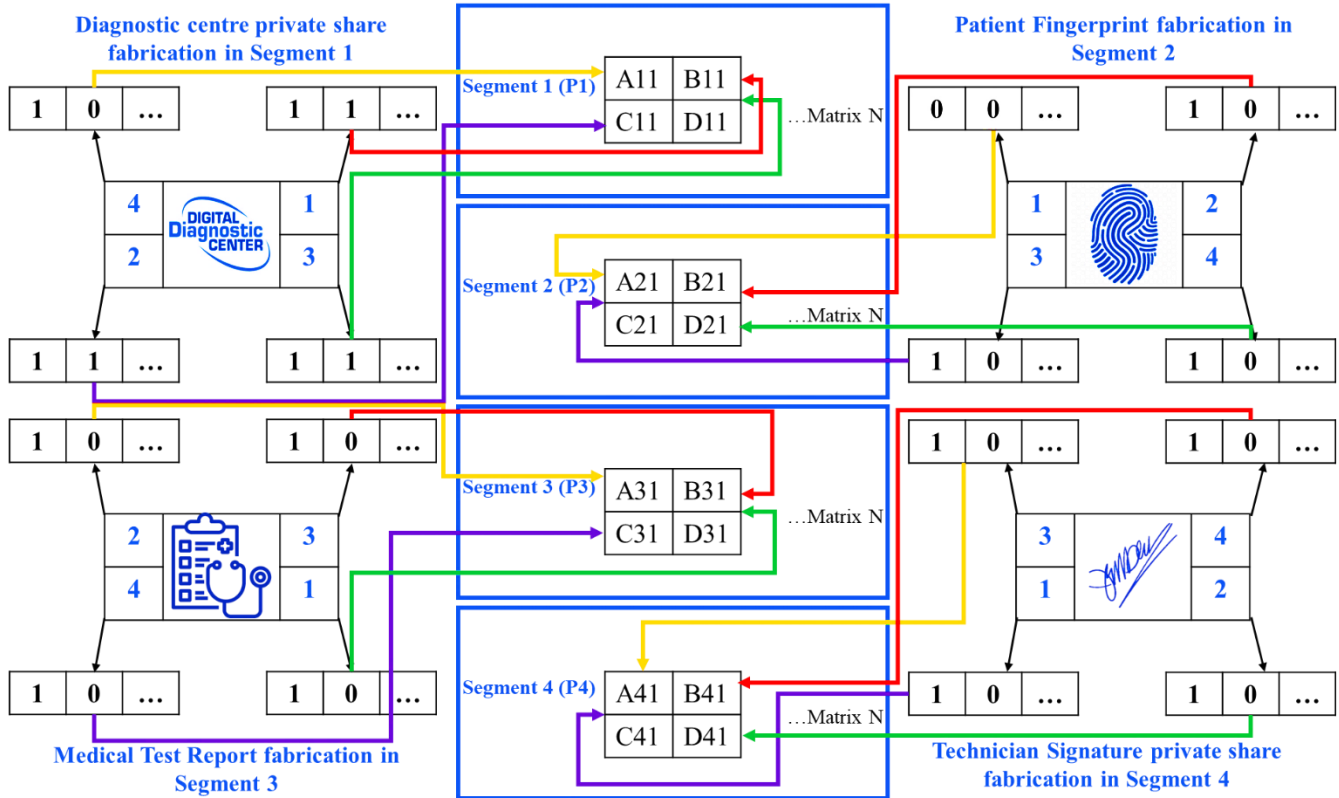 Diagnostic centre private share
fabrication in Segment 1
1 0 …
1 1 …
4
1
2
3
DIGITAL
Diagnostic
CENTER
1 1 …
1 1 …
Segment 1 (P1)
A11 B11
C11 D11
…Matrix N
Patient Fingerprint fabrication in
Segment 2
0 0 …
1 0 …
1
2
3
4
1 0 …
1 0 …
Segment 2 (P2)
A21 B21
C21 D21
…Matrix N
1 0 …
1 0 …
2
3
4
1
1 0 …
1 0 …
Medical Test Report fabrication in
Segment 3
Segment 3 (P3)
A31 B31
C31 D31
…Matrix N
1 0 …
1 0 …
3
4
1
2
1 0 …
1 0 …
Segment 4 (P4)
A41 B41
C41 D41
…Matrix N
Technician Signature private share
fabrication in Segment 4